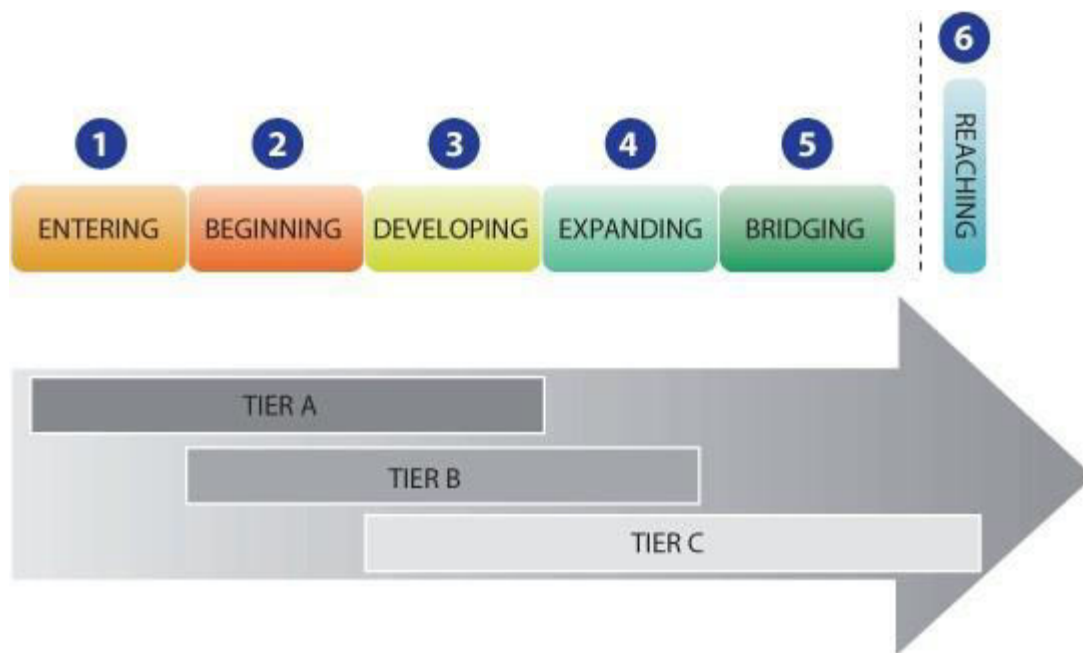 6
REACHING
1 2 3 4 5
ENTERING BEGINNING DEVELOPING EXPANDING BRIDGING
TIER A
TIER B
TIER C